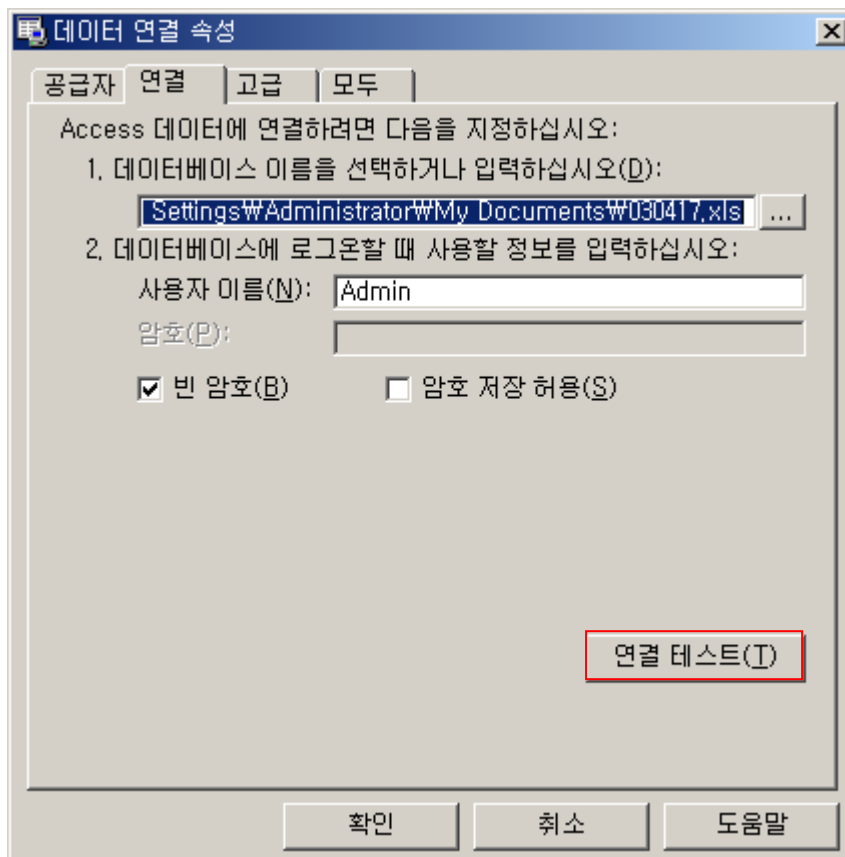 데이터 연결 속성
공급자 연결 고급 모두
Access 데이터에 연결하려면 다음을 지정하십시오:
1. 데이터베이스 이름을 선택하거나 입력하십시오(D):
Settings₩Administrator₩My Documents₩030417.xls ...
2. 데이터베이스에 로그온할 때 사용할 정보를 입력하십시오:
사용자 이름(N): Admin
암호(P):
빈 암호(B) 암호 저장 허용(S)
연결 테스트(T)
확인 취소 도움말